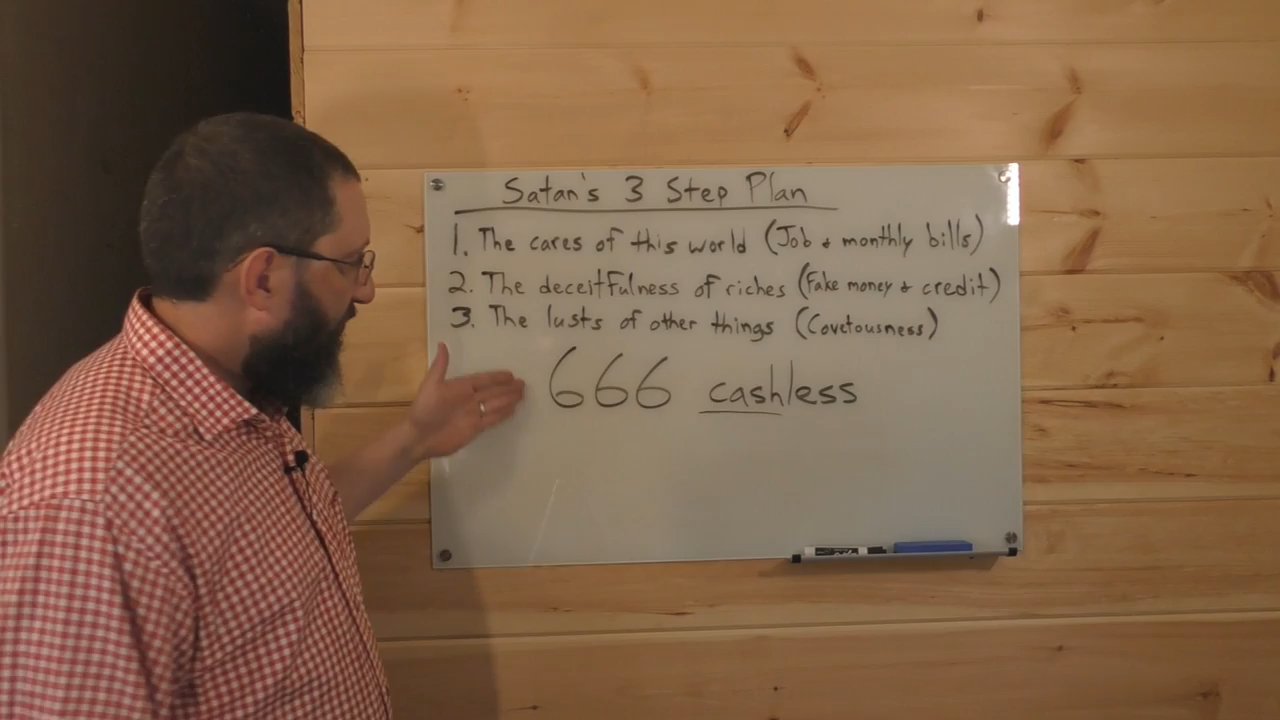 Satan's 3 Step Plan
1. The cares of this world (Job & monthly bills)
2. The deceitfulness of riches (Fake money & credit)
3. The lusts of other things (Covetousness)
666 cashless